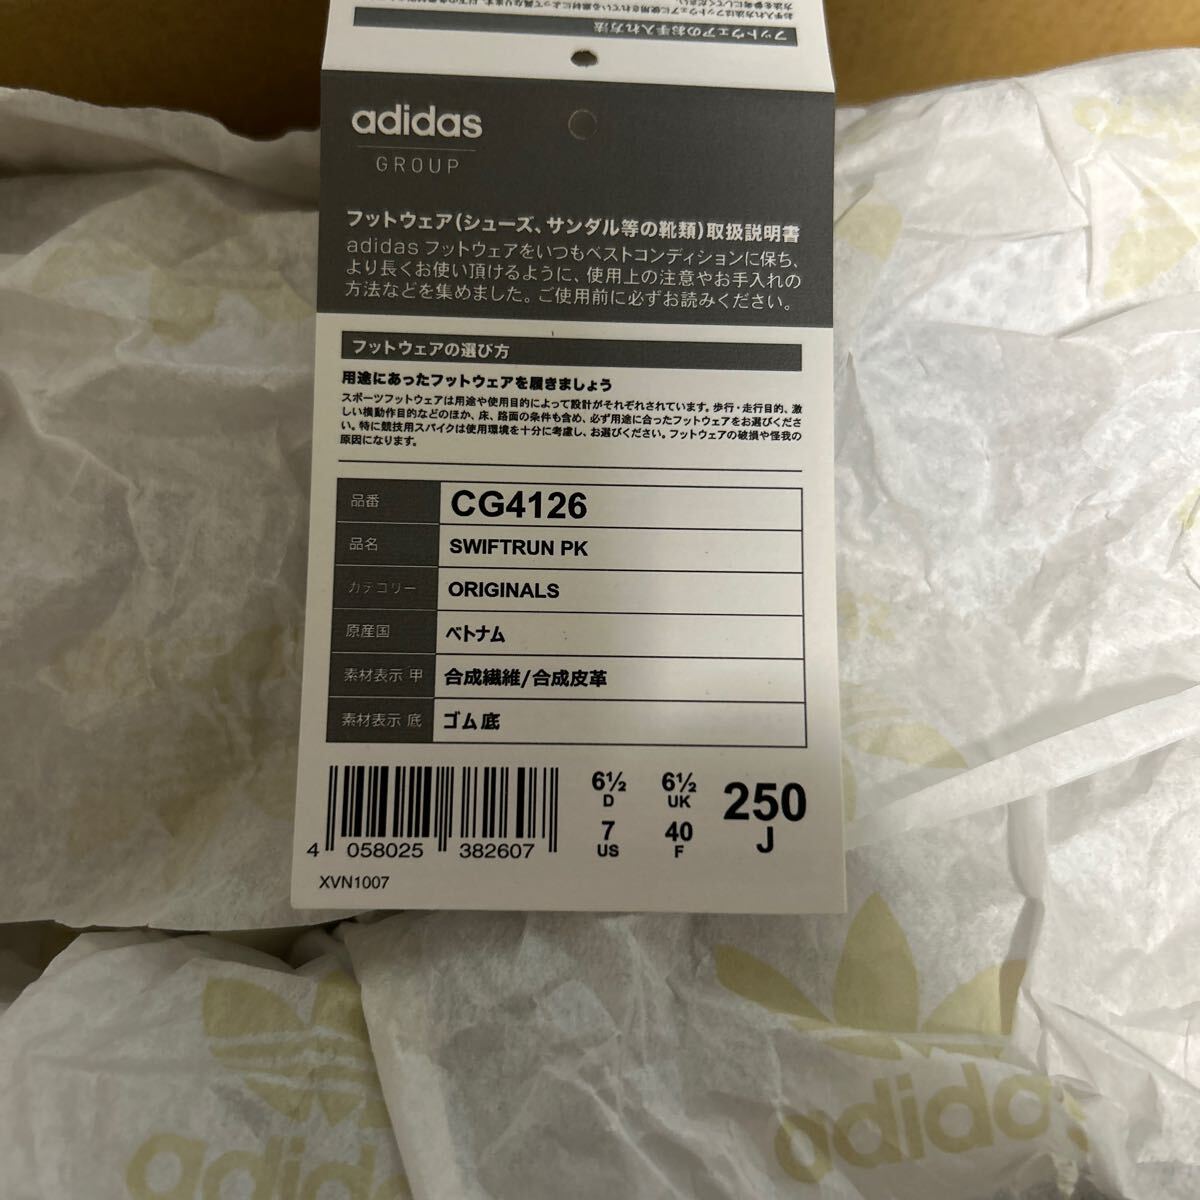 フットウェアのお手入れ方法
adidas
GROUP
フットウェア(シューズ、サンダル等の靴類)取扱説明書
adidas フットウェアをいつもベストコンディションに保ち、
より長くお使い頂けるように、使用上の注意やお手入れの
方法などを集めました。ご使用前に必ずお読みください。
フットウェアの選び方
用途にあったフットウェアを履きましょう
スポーツフットウェアは用途や使用目的によって設計がそれぞれされています。歩行・走行目的、激
しい横動作目的などのほか、床、路面の条件も含め、必ず用途に合ったフットウェアをお選びくださ
い。特に競技用スパイクは使用環境を十分に考慮し、お選びください。フットウェアの破損や怪我の
原因になります。
品番 CG4126
品名 SWIFTRUN PK
カテゴリー ORIGINALS
原産国 ベトナム
素材表示 甲 合成繊維/合成皮革
素材表示 底 ゴム底
6½ D 6½ UK 250 J
7 US 40 F
4 058025 382607
XVN1007
adidas
adidas